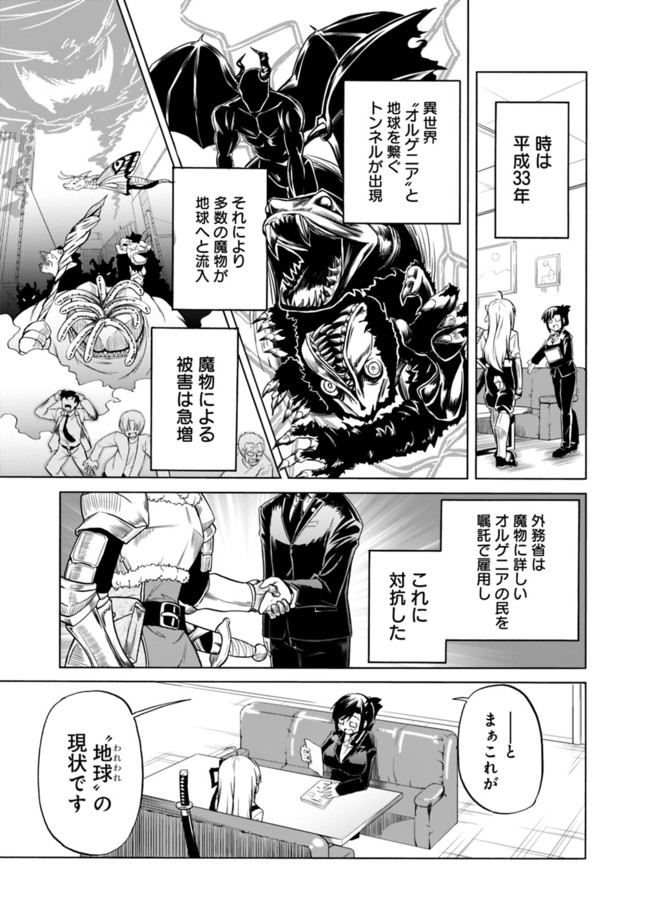 時は
平成33年
異世界
〝オルゲニア〟と
地球を繋ぐ
トンネルが出現
それにより
多数の魔物が
地球へと流入
魔物による
被害は急増
外務省は
魔物に詳しい
オルゲニアの民を
嘱託で雇用し
これに
対抗した
――と
まぁこれが
〝地球〟の
われわれ
現状です